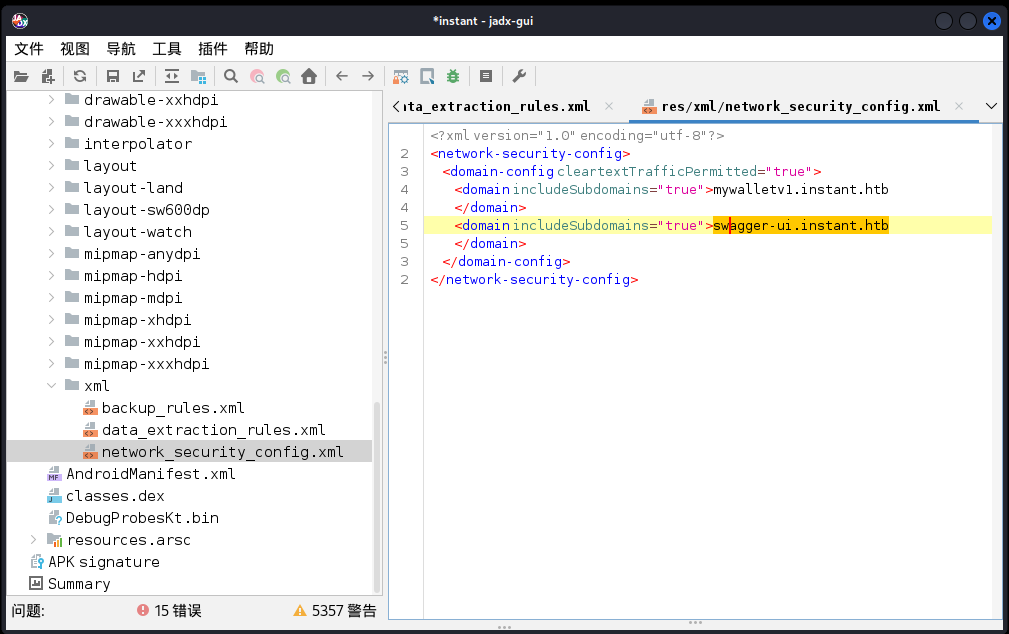 *instant - jadx-gui
文件 视图 导航 工具 插件 帮助
drawable-xxhdpi
drawable-xxxhdpi
interpolator
layout
layout-land
layout-sw600dp
layout-watch
mipmap-anydpi
mipmap-hdpi
mipmap-mdpi
mipmap-xhdpi
mipmap-xxhdpi
mipmap-xxxhdpi
xml
backup_rules.xml
data_extraction_rules.xml
network_security_config.xml
AndroidManifest.xml
classes.dex
DebugProbesKt.bin
resources.arsc
APK signature
Summary
问题: 15 错误 5357 警告
ata_extraction_rules.xml res/xml/network_security_config.xml
<?xml version="1.0" encoding="utf-8"?>
2 <network-security-config>
3 <domain-config cleartextTrafficPermitted="true">
4 <domain includeSubdomains="true">mywalletv1.instant.htb
4 </domain>
5 <domain includeSubdomains="true">swagger-ui.instant.htb
5 </domain>
3 </domain-config>
2 </network-security-config>